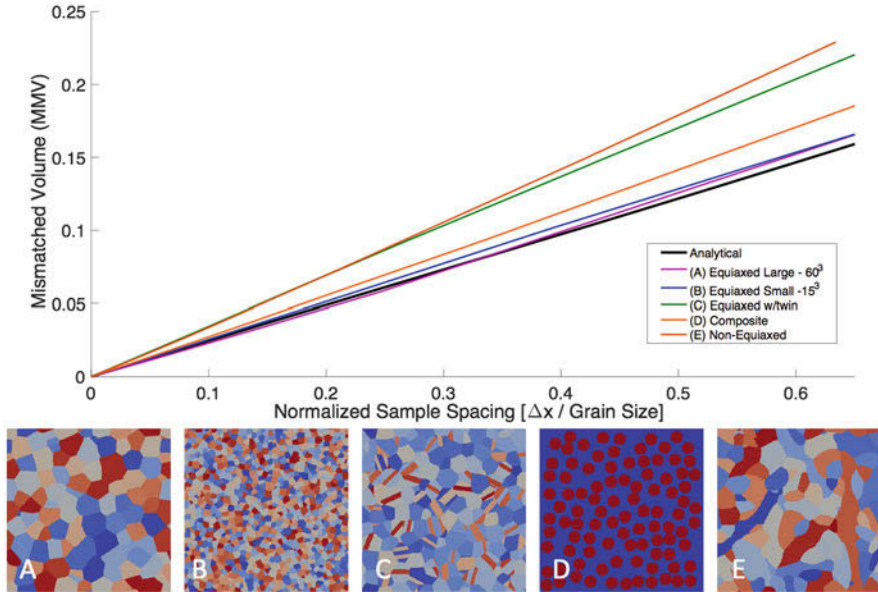 0.25
0.2
0.15
0.1
0.05
0
Mismatched Volume (MMV)
0 0.1 0.2 0.3 0.4 0.5 0.6
Normalized Sample Spacing [Δx / Grain Size]
Analytical
(A) Equiaxed Large - 60³
(B) Equiaxed Small -15³
(C) Equiaxed w/twin
(D) Composite
(E) Non-Equiaxed
A B C D E